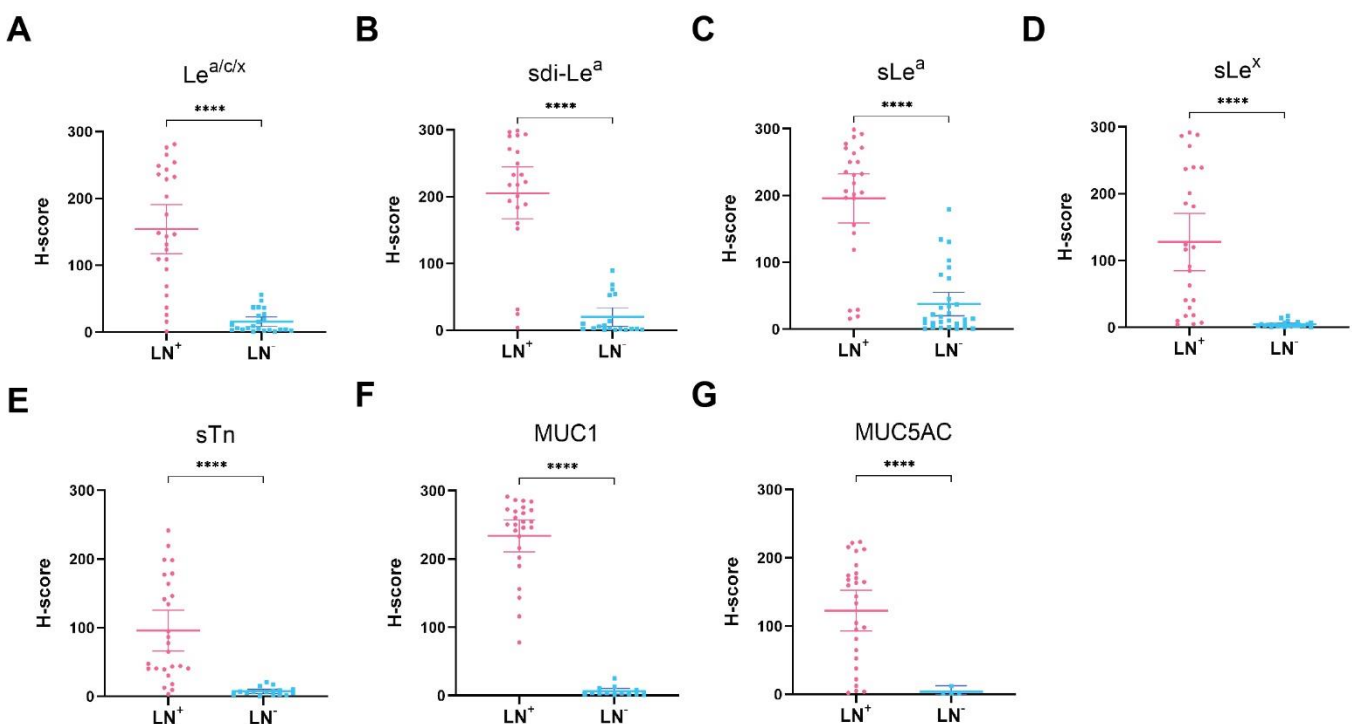 A
Le^a/c/x
****
300
200
100
0
H-score
LN⁺ LN⁻
B
sdi-Le^a
****
300
200
100
0
H-score
LN⁺ LN⁻
C
sLe^a
****
300
200
100
0
H-score
LN⁺ LN⁻
D
sLe^x
****
300
200
100
0
H-score
LN⁺ LN⁻
E
sTn
****
300
200
100
0
H-score
LN⁺ LN⁻
F
MUC1
****
300
200
100
0
H-score
LN⁺ LN⁻
G
MUC5AC
****
300
200
100
0
H-score
LN⁺ LN⁻